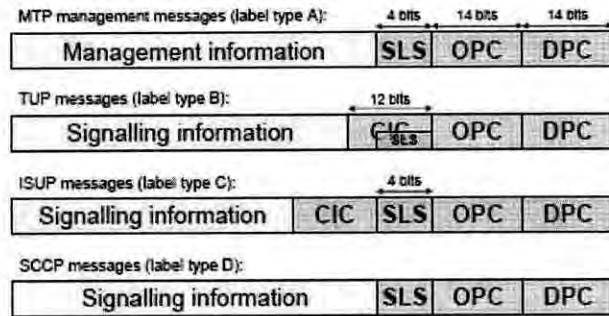 MTP management messages (label type A):
4 bits 14 bits 14 bits
Management information SLS OPC DPC
TUP messages (label type B):
12 bits
Signalling information CIC SLS OPC DPC
ISUP messages (label type C):
4 bits
Signalling information CIC SLS OPC DPC
SCCP messages (label type D):
Signalling information SLS OPC DPC